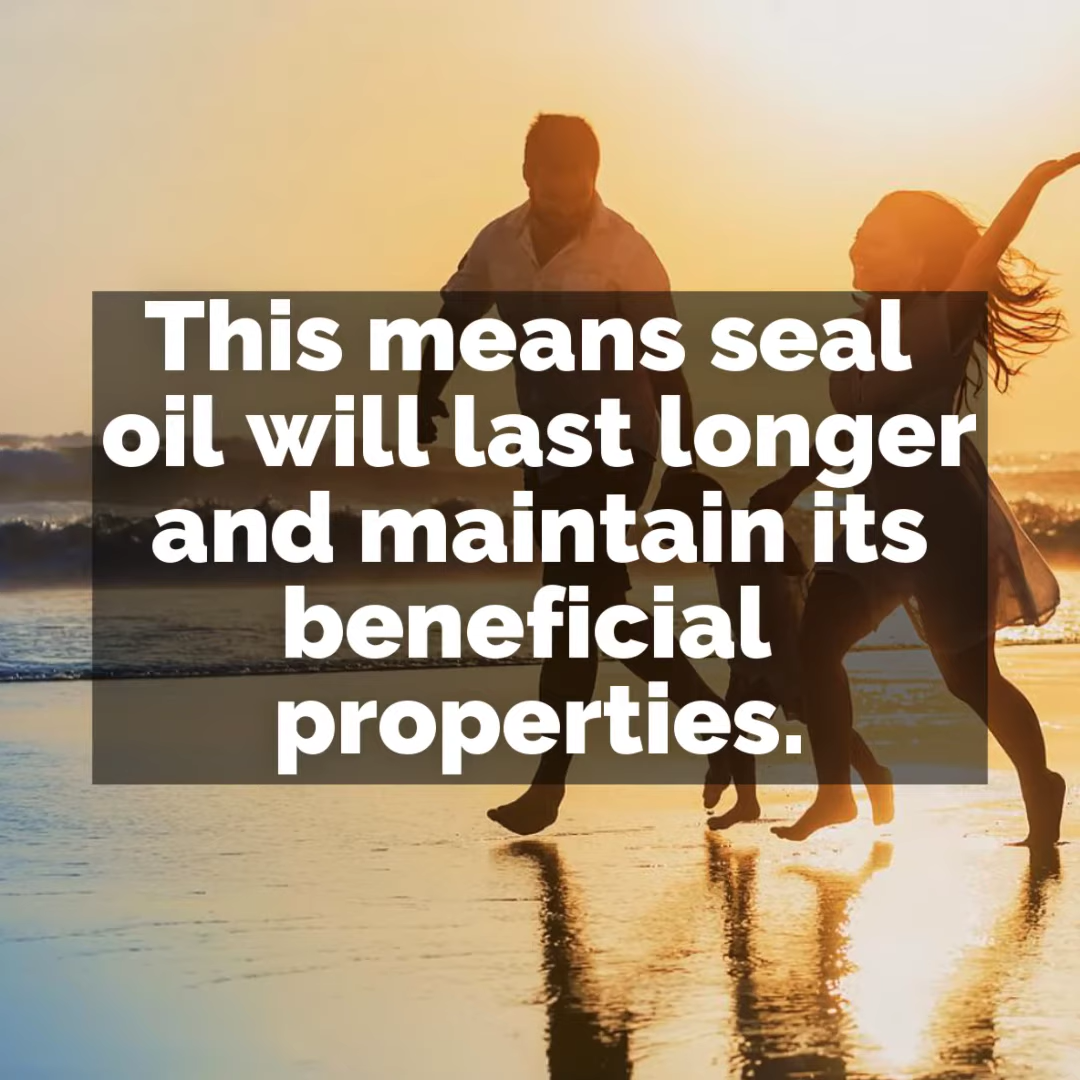 This means seal
oil will last longer
and maintain its
beneficial
properties.